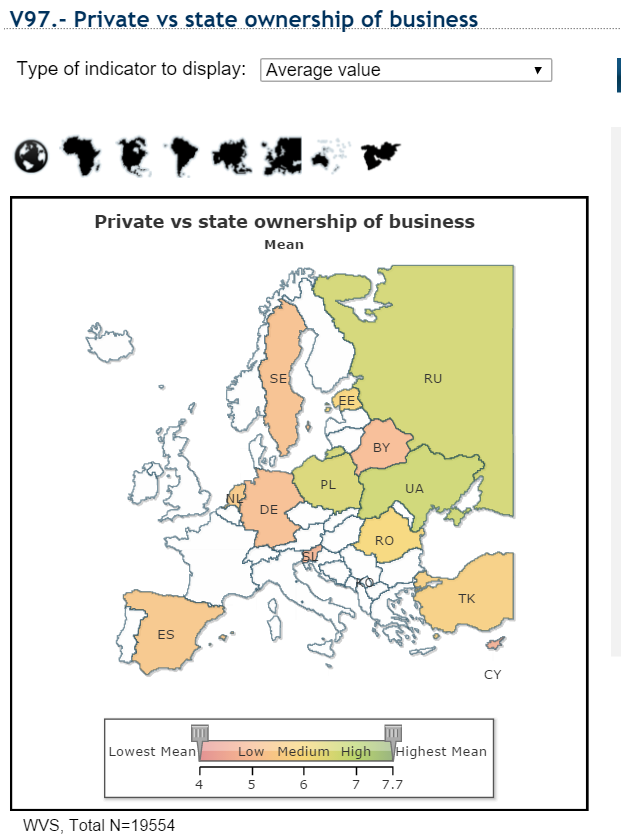 V97.- Private vs state ownership of business
Type of indicator to display: Average value
Private vs state ownership of business
Mean
SE
RU
EE
BY
PL
UA
NL
DE
RO
SL
TK
ES
CY
Lowest Mean Low Medium High Highest Mean
4 5 6 7 7.7
WVS, Total N=19554